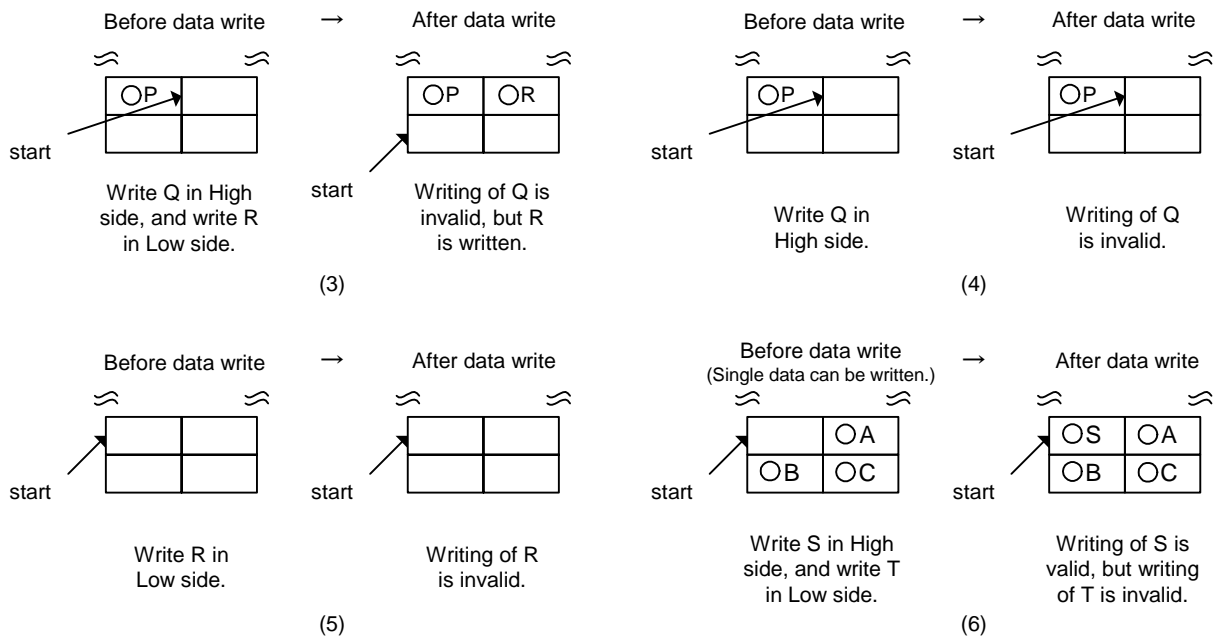 Before data write → After data write
○P
○P ○R
start
start
Write Q in High
side, and write R
in Low side.
Writing of Q is
invalid, but R
is written.
(3)
Before data write → After data write
○P
○P
start
start
Write Q in
High side.
Writing of Q
is invalid.
(4)
Before data write → After data write
start
start
Write R in
Low side.
Writing of R
is invalid.
(5)
Before data write → After data write
(Single data can be written.)
○A
○B ○C
○S ○A
○B ○C
start
start
Write S in High
side, and write T
in Low side.
Writing of S is
valid, but writing
of T is invalid.
(6)